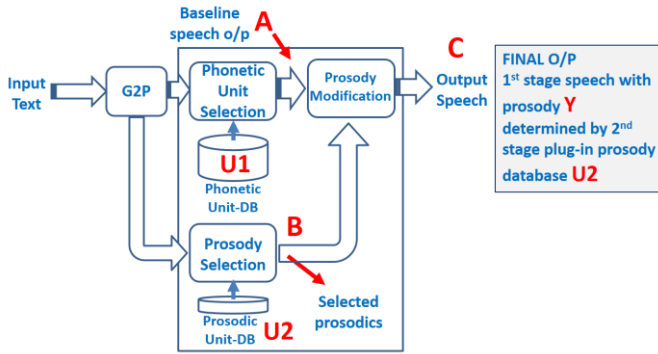 Baseline
speech o/p
A
C
Input
Text
G2P
Phonetic
Unit
Selection
Prosody
Modification
Output
Speech
U1
Phonetic
Unit-DB
B
Prosody
Selection
Prosodic
Unit-DB
U2
Selected
prosodics
FINAL O/P
1st stage speech with
prosody Y
determined by 2nd
stage plug-in prosody
database U2